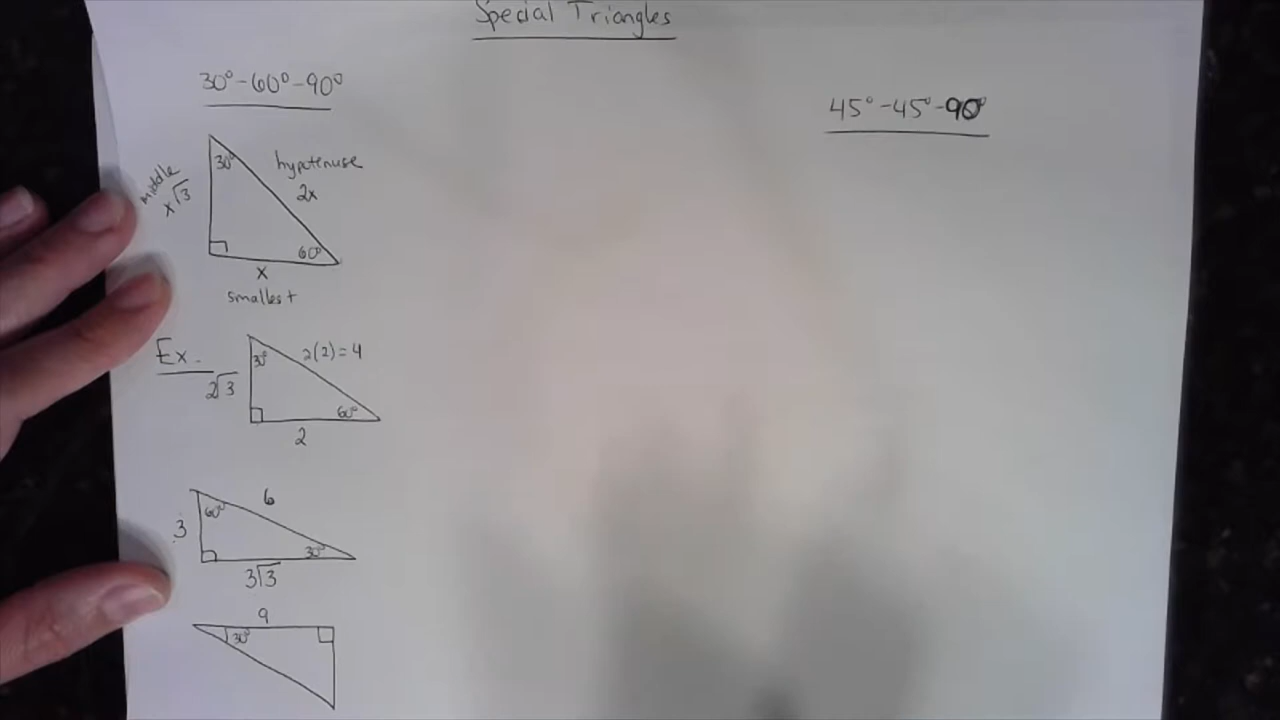 Special Triangles
30°-60°-90°
30°
hypotenuse
2x
middle
x√3
60°
x
smallest
Ex.
30°
2(2)=4
2√3
60°
2
6
60°
3
30°
3√3
9
30°
45°-45°-90°